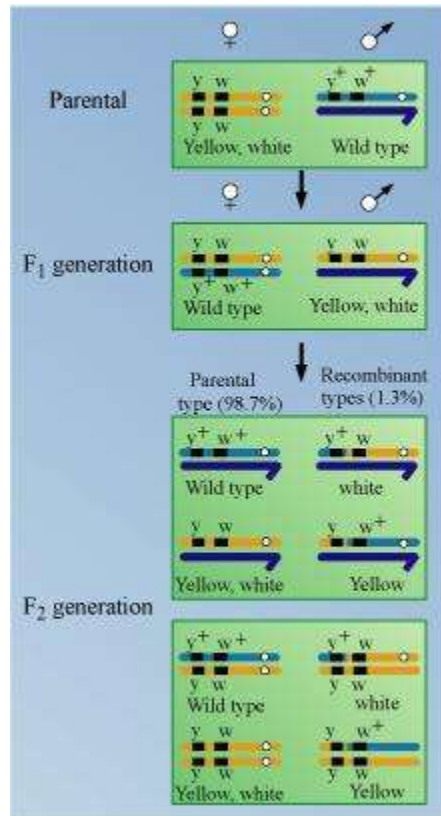 ♀ ♂
Parental
y w y⁺ w⁺
y w
Yellow, white Wild type
♀ ♂
F₁ generation
y w y w
y⁺ w⁺
Wild type Yellow, white
Parental type (98.7%)
Recombinant types (1.3%)
y⁺ w⁺ y⁺ w
Wild type white
y w y w⁺
Yellow, white Yellow
F₂ generation
y⁺ w⁺ y⁺ w
y w y w
Wild type white
y w y w⁺
y w y w
Yellow, white Yellow